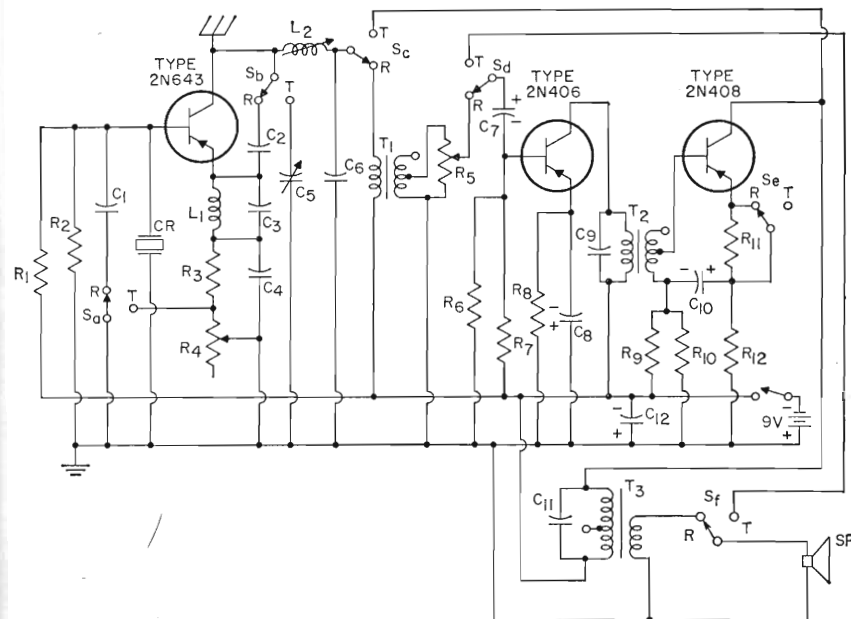 L2
T
Sc
R
TYPE
2N643
Sb
R
T
T
Sd
R
TYPE
2N406
TYPE
2N408
C2
+
C7
−
C1
R2
CR
L1
C3
C5
C6
T1
R5
T2
C9
Se
R
T
R11
R1
R
Sa
T
R3
C4
R4
R6
R7
R8
−
+
C8
−
+
C10
R9
R10
R12
−
C12
+
−
9V
+
C11
T3
Sf
R
T
SP